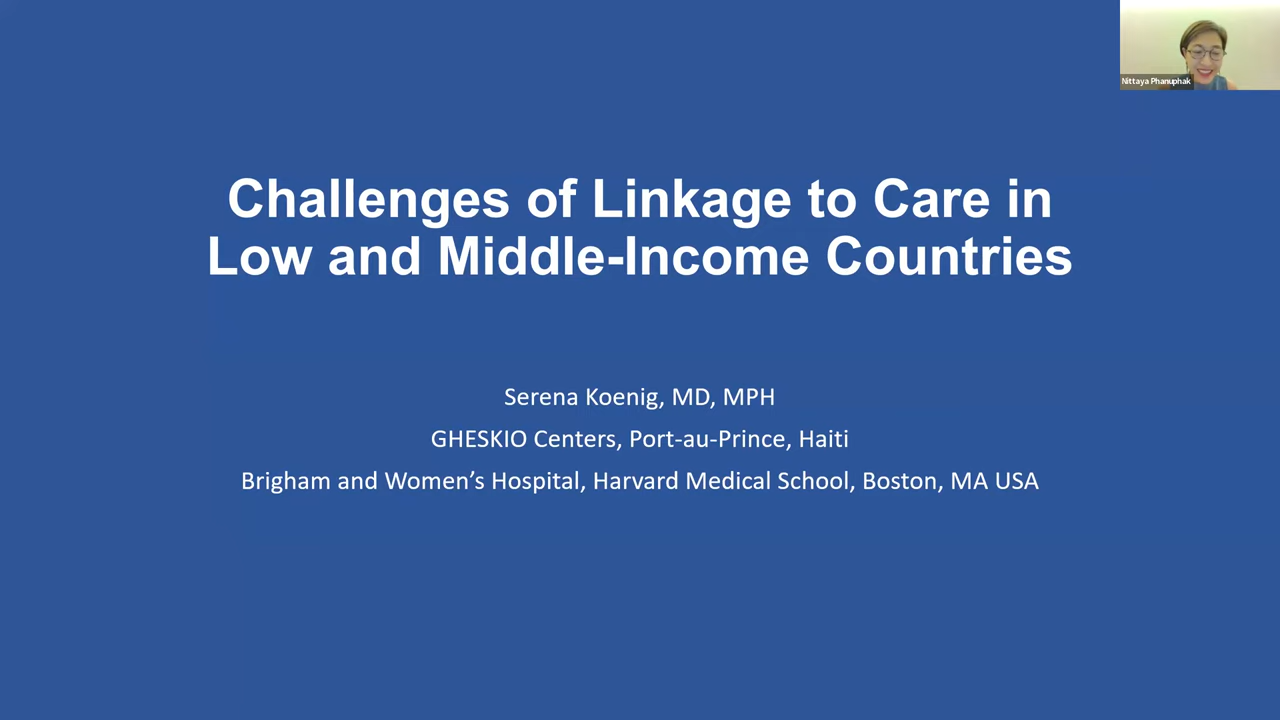 Nittaya Phanuphak
Challenges of Linkage to Care in
Low and Middle-Income Countries
Serena Koenig, MD, MPH
GHESKIO Centers, Port-au-Prince, Haiti
Brigham and Women’s Hospital, Harvard Medical School, Boston, MA USA